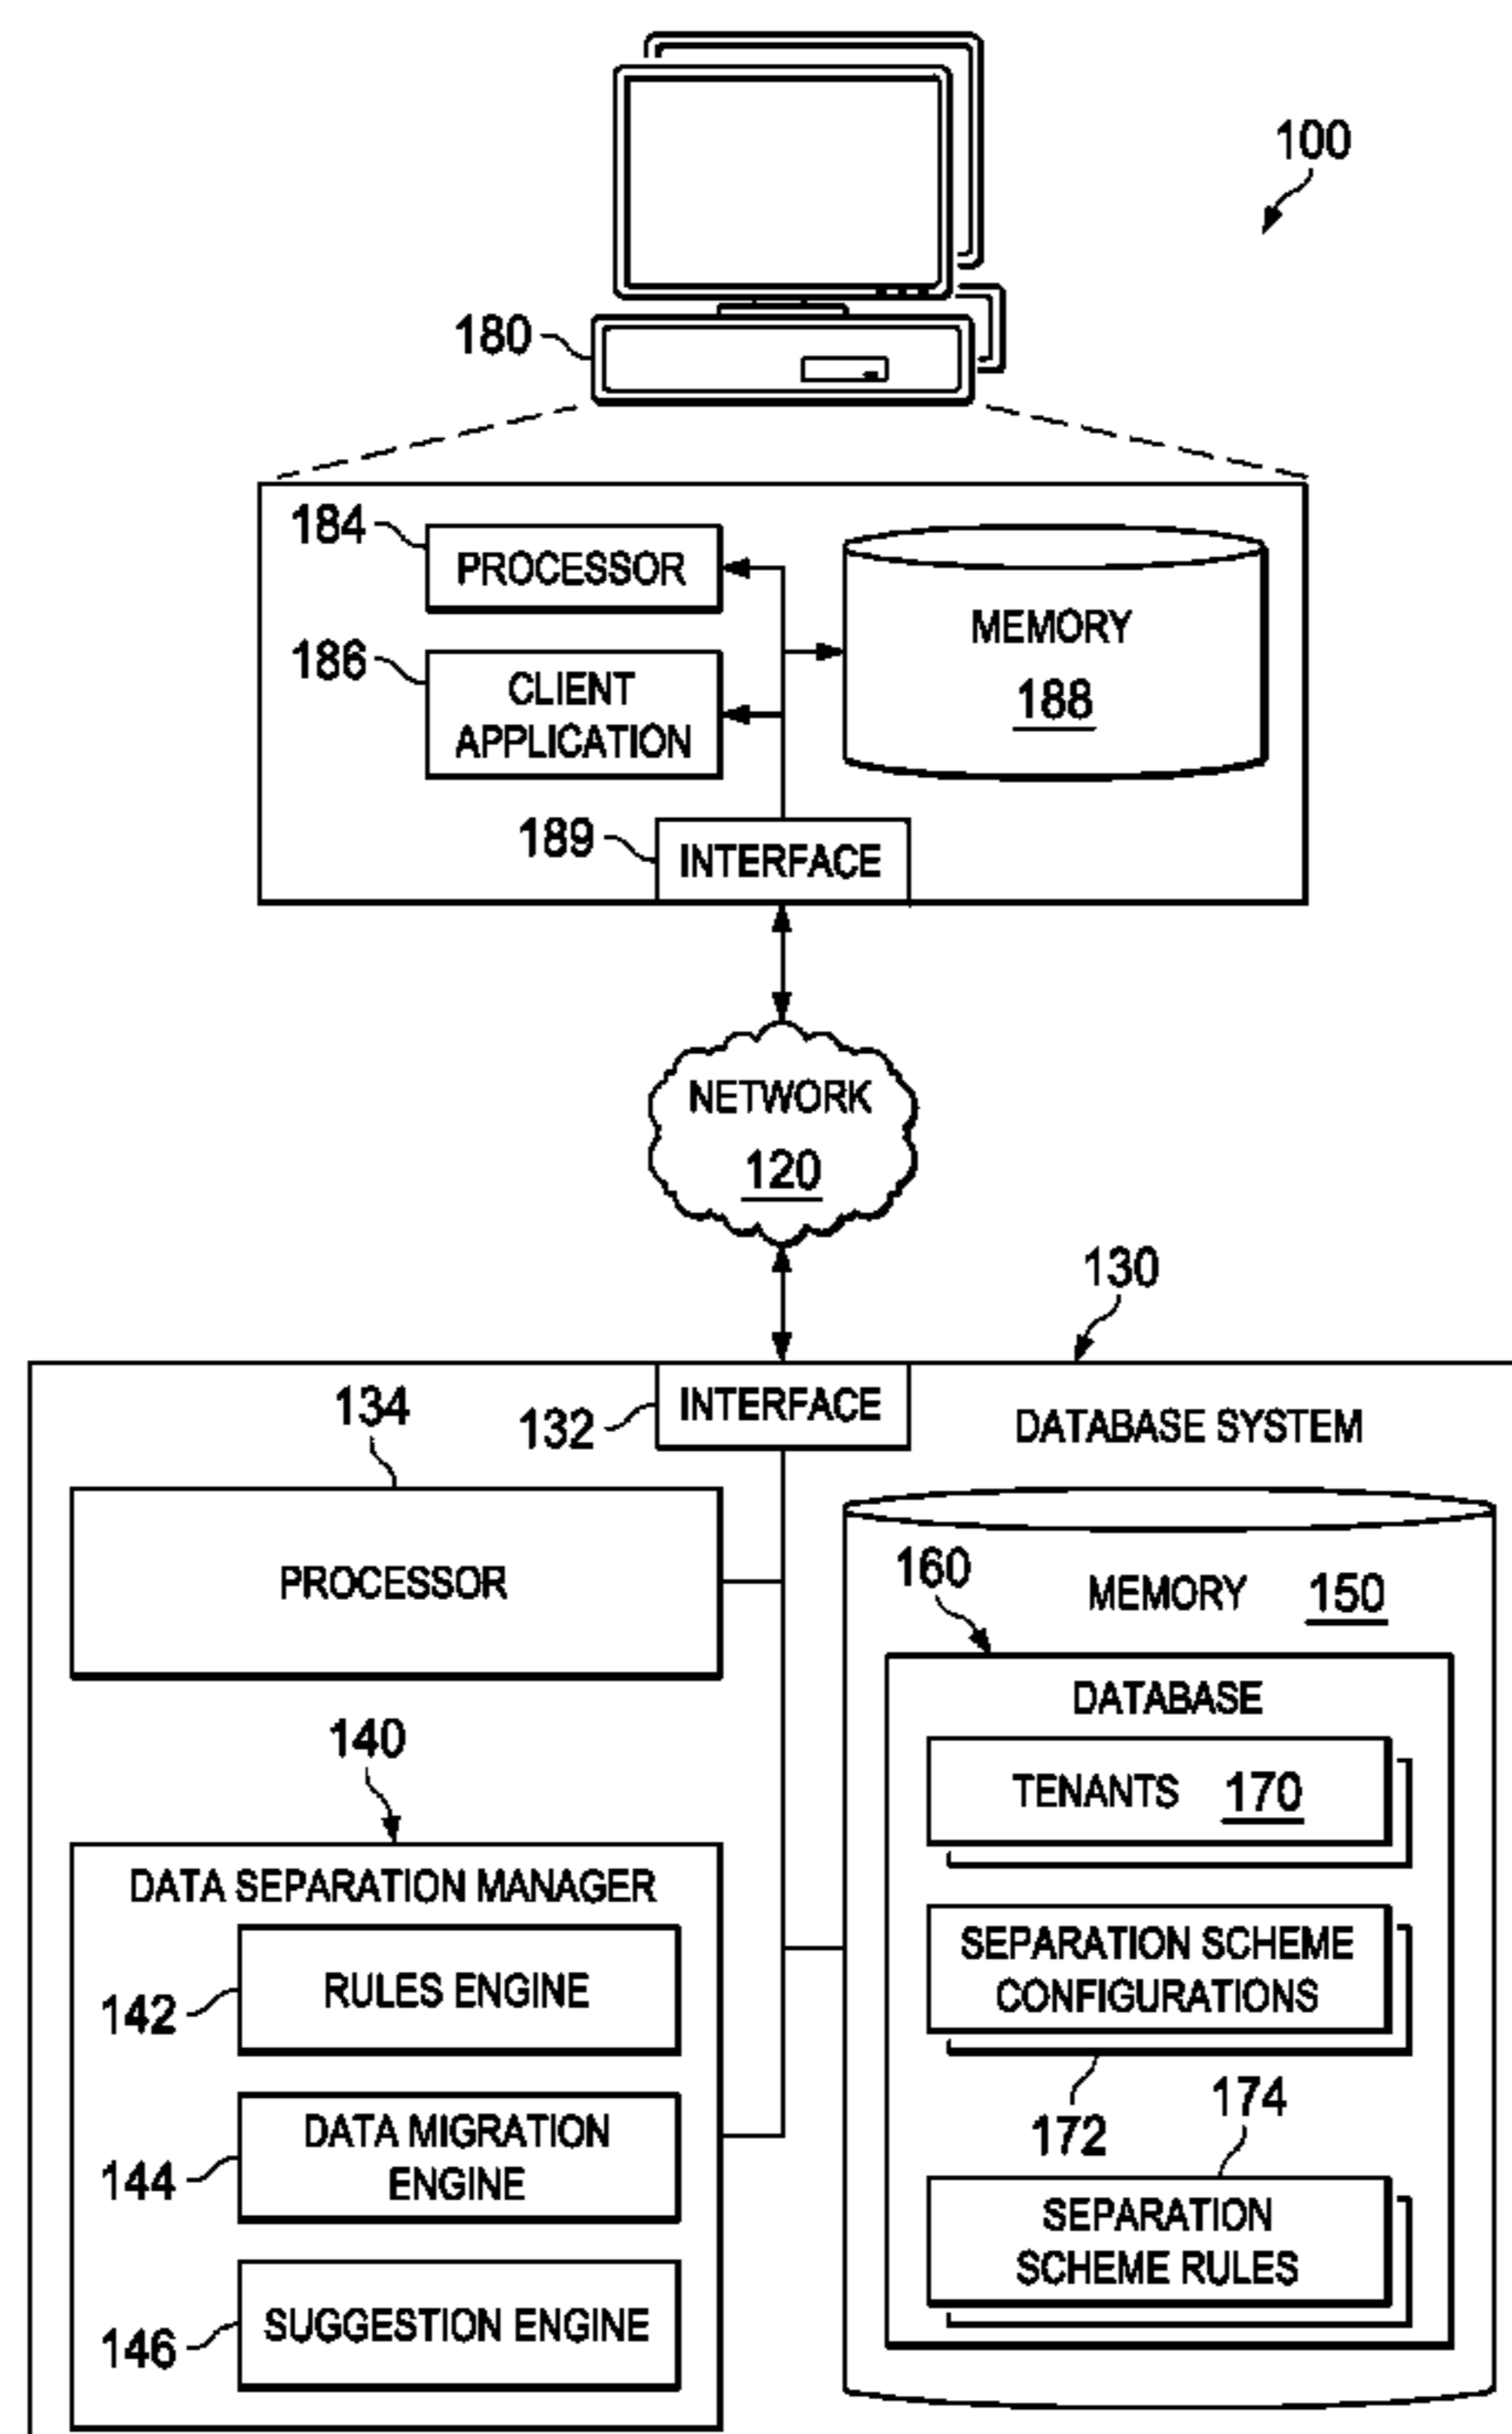 100
180
184
PROCESSOR
MEMORY
188
186
CLIENT
APPLICATION
189
INTERFACE
NETWORK
120
130
134
132
INTERFACE
DATABASE SYSTEM
PROCESSOR
160
MEMORY 150
DATABASE
140
TENANTS 170
DATA SEPARATION MANAGER
SEPARATION SCHEME
CONFIGURATIONS
142
RULES ENGINE
172
174
144
DATA MIGRATION
ENGINE
SEPARATION
SCHEME RULES
146
SUGGESTION ENGINE